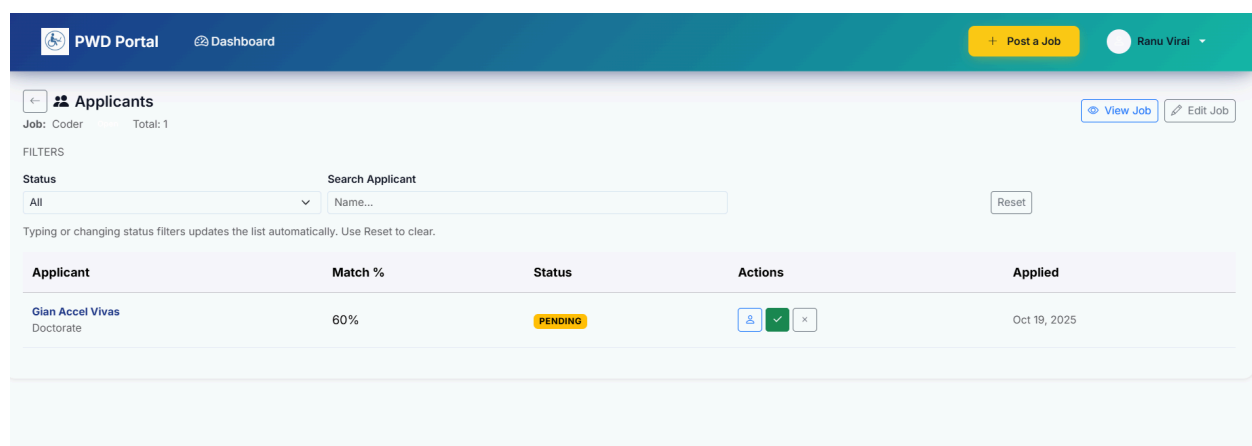 PWD Portal Dashboard + Post a Job Ranu Viral
Applicants
View Job Edit Job
Job: Coder Total: 1
FILTERS
Status Search Applicant
All Name... Reset
Typing or changing status filters updates the list automatically. Use Reset to clear.
Applicant Match % Status Actions Applied
Gian Accel Vivas
Doctorate
60% PENDING Oct 19, 2025